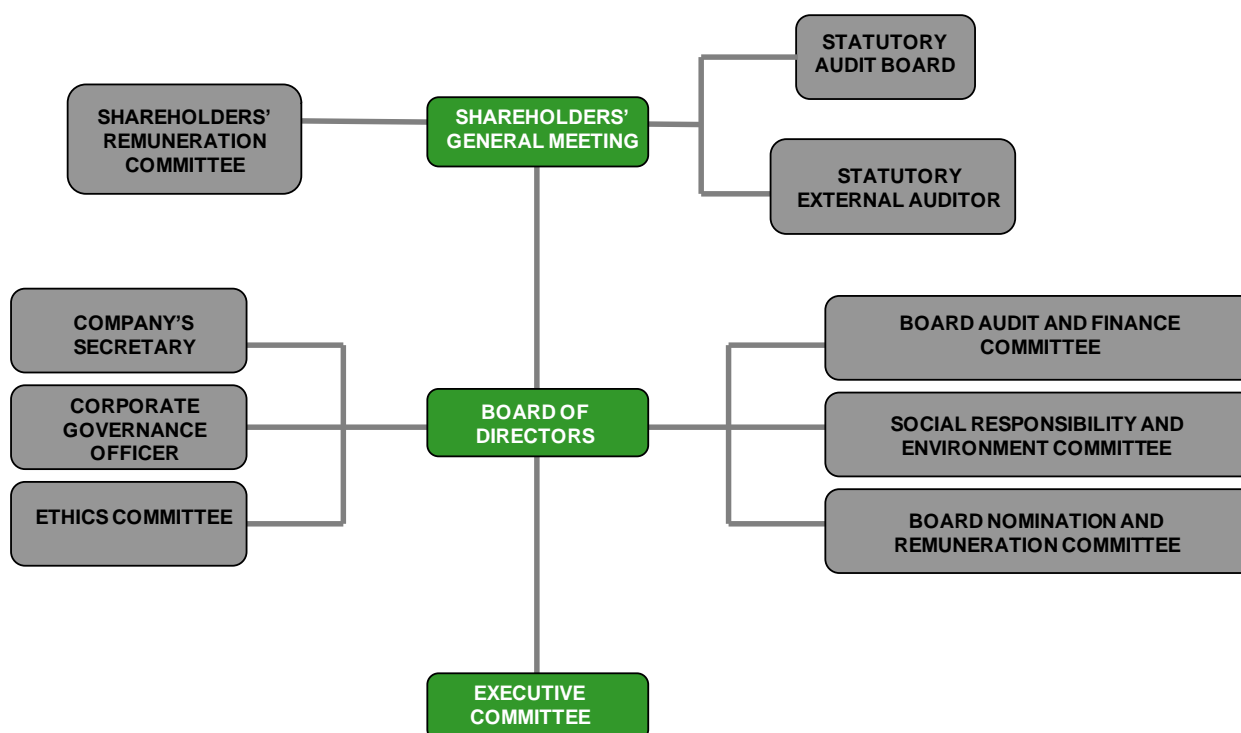 STATUTORY
AUDIT BOARD
SHAREHOLDERS’
REMUNERATION
COMMITTEE
SHAREHOLDERS’
GENERAL MEETING
STATUTORY
EXTERNAL AUDITOR
COMPANY’S
SECRETARY
BOARD AUDIT AND FINANCE
COMMITTEE
CORPORATE
GOVERNANCE
OFFICER
BOARD OF
DIRECTORS
SOCIAL RESPONSIBILITY AND
ENVIRONMENT COMMITTEE
ETHICS COMMITTEE
BOARD NOMINATION AND
REMUNERATION COMMITTEE
EXECUTIVE
COMMITTEE